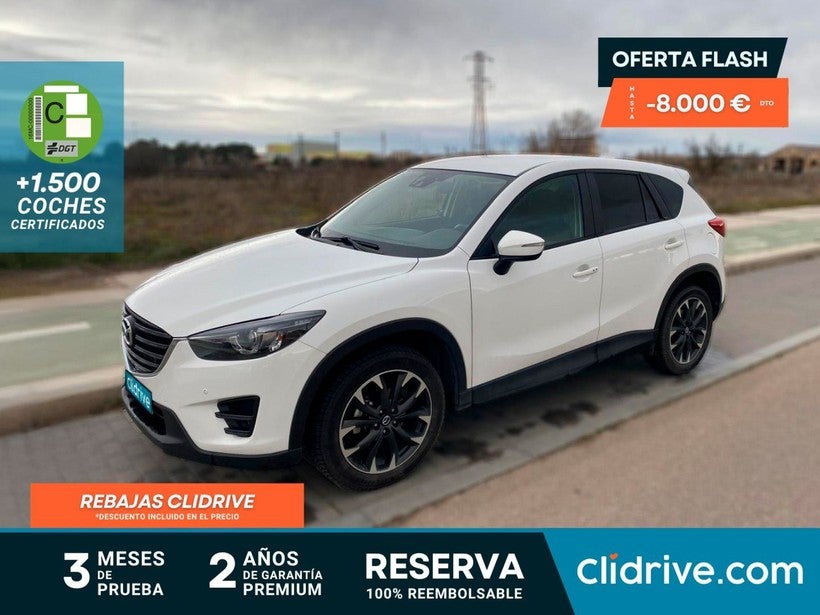 OFERTA FLASH
HASTA
-8.000 € DTO
C
DGT
+1.500
COCHES
CERTIFICADOS
clidrive
REBAJAS CLIDRIVE
*DESCUENTO INCLUIDO EN EL PRECIO
3 MESES
DE
PRUEBA
2 AÑOS
DE GARANTÍA
PREMIUM
RESERVA
100% REEMBOLSABLE
Clidrive.com